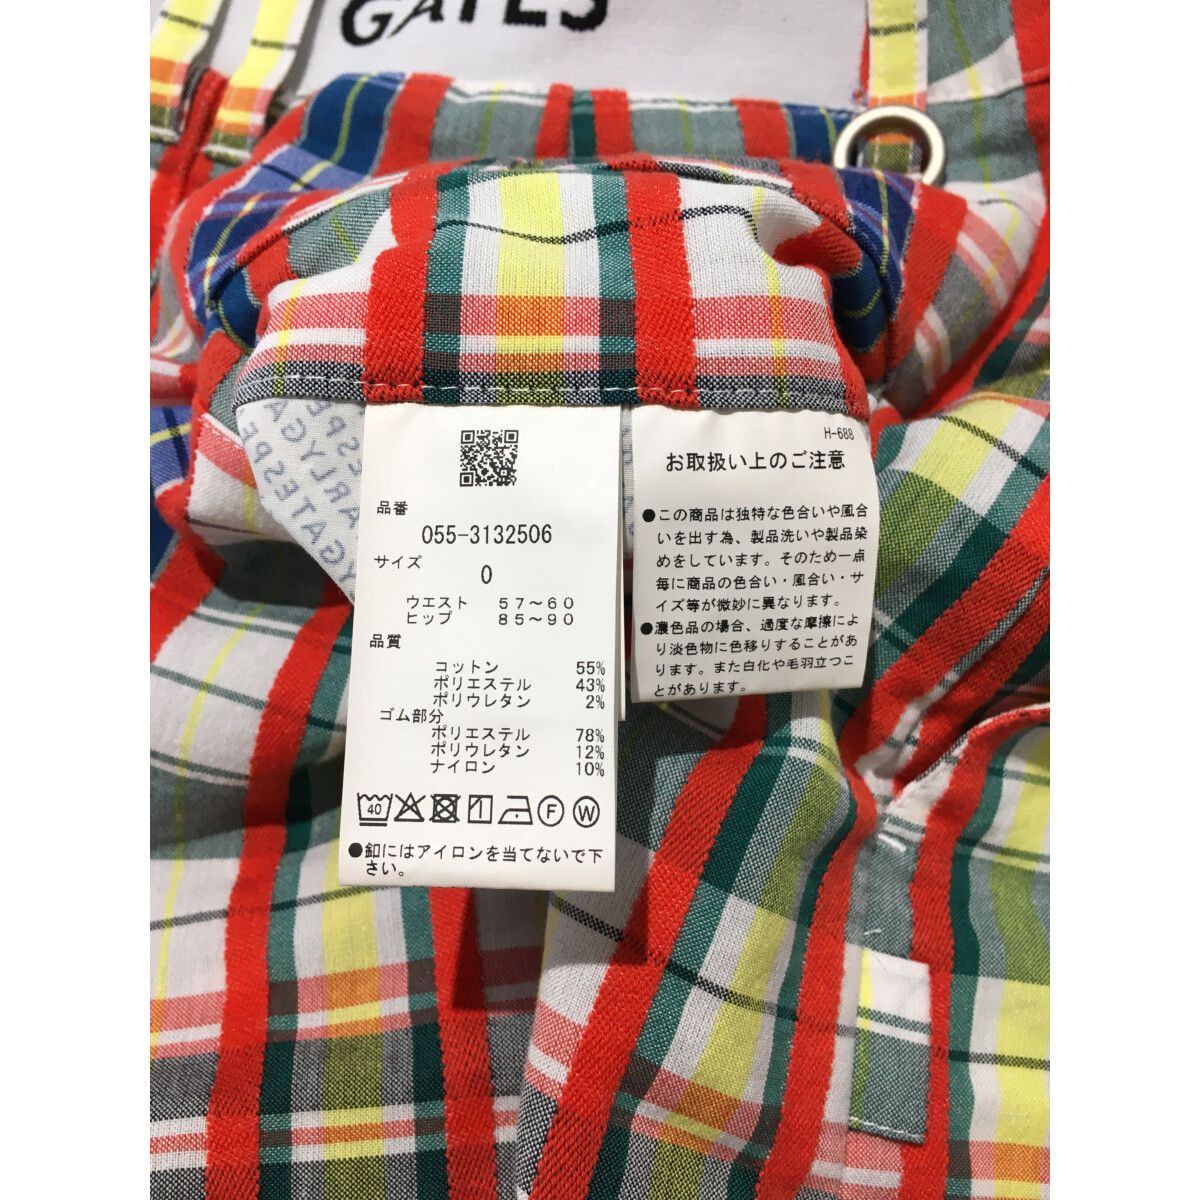 GATES
品番
055-3132506
サイズ
0
ウエスト 57～60
ヒップ 85～90
品質
コットン 55%
ポリエステル 43%
ポリウレタン 2%
ゴム部分
ポリエステル 78%
ポリウレタン 12%
ナイロン 10%
40 F W
●釦にはアイロンを当てないで下
さい。
H-688
お取扱い上のご注意
●この商品は独特な色合いや風合
いを出す為、製品洗いや製品染
めをしています。そのため一点
毎に商品の色合い・風合い・サ
イズ等が微妙に異なります。
●濃色品の場合、過度な摩擦によ
り淡色物に色移りすることがあ
ります。また白化や毛羽立つこ
とがあります。